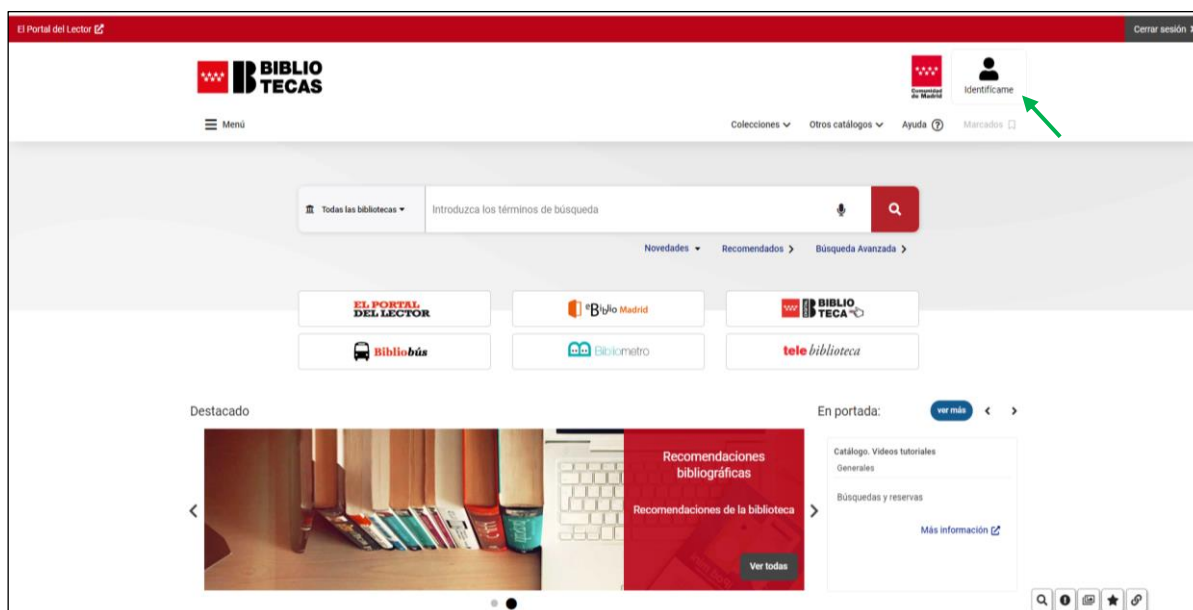 El Portal del Lector
Cerrar sesión
BIBLIO
TECAS
Comunidad
de Madrid
Identifícame
Menú
Colecciones
Otros catálogos
Ayuda
Marcados
Todas las bibliotecas
Introduzca los términos de búsqueda
Novedades
Recomendados
Búsqueda Avanzada
EL PORTAL
DEL LECTOR
eBiblio Madrid
BIBLIO
TECA
Bibliobús
Bibliometro
tele biblioteca
Destacado
En portada:
ver más
Recomendaciones
bibliográficas
Recomendaciones de la biblioteca
Ver todas
Catálogo. Videos tutoriales
Generales
Búsquedas y reservas
Más información